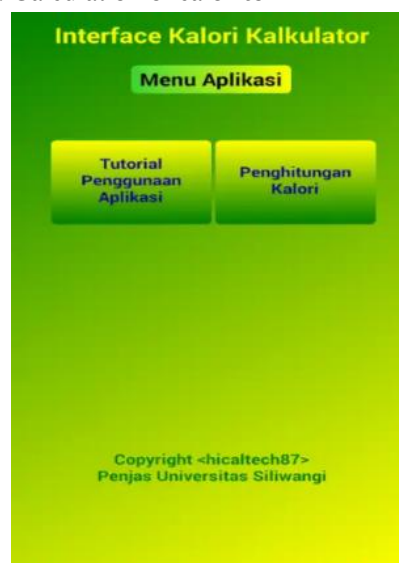 Interface Kalori Kalkulator
Menu Aplikasi
Tutorial
Penggunaan
Aplikasi
Penghitungan
Kalori
Copyright <hicaltech87>
Penjas Universitas Siliwangi